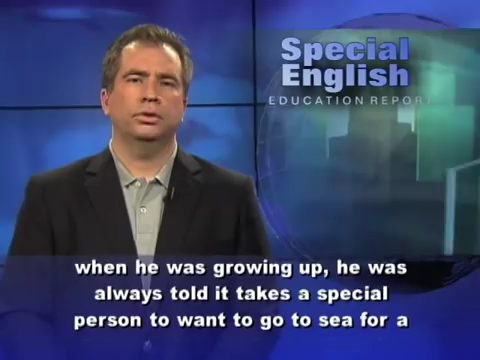 Special
English
EDUCATION REPORT
when he was growing up, he was
always told it takes a special
person to want to go to sea for a